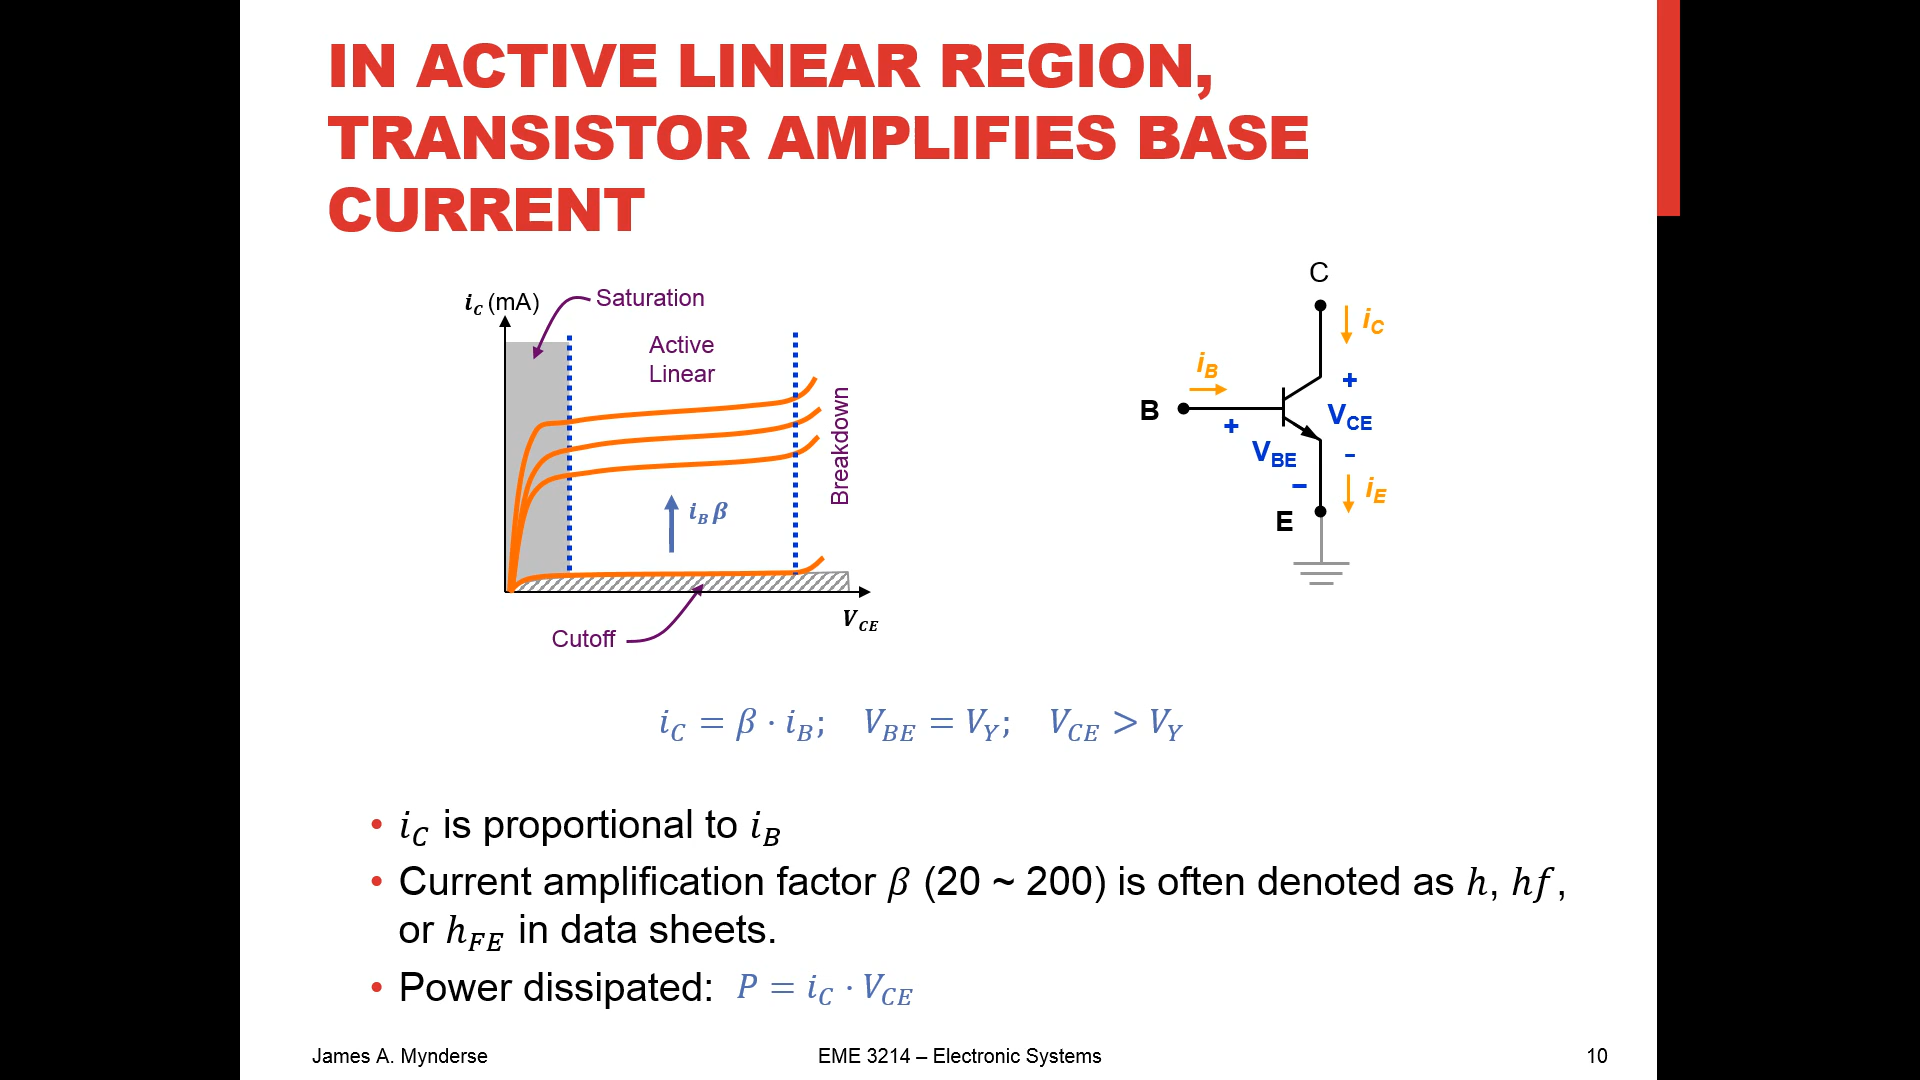 IN ACTIVE LINEAR REGION,
TRANSISTOR AMPLIFIES BASE
CURRENT
i_C (mA)
Saturation
Active
Linear
Breakdown
i_B β
V_CE
Cutoff
C
i_C
i_B
+
B
V_CE
+
V_BE
-
−
i_E
E
i_C = β · i_B;   V_BE = V_Y;   V_CE > V_Y
• i_C is proportional to i_B
• Current amplification factor β (20 ~ 200) is often denoted as h, hf,
or h_FE in data sheets.
• Power dissipated: P = i_C · V_CE
James A. Mynderse
EME 3214 – Electronic Systems
10